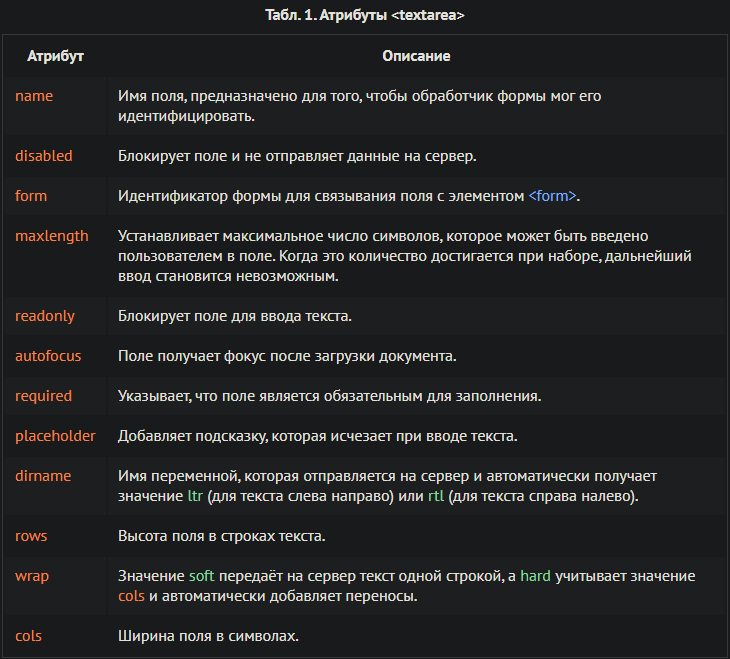 Табл. 1. Атрибуты <textarea>
Атрибут Описание
name Имя поля, предназначено для того, чтобы обработчик формы мог его
идентифицировать.
disabled Блокирует поле и не отправляет данные на сервер.
form Идентификатор формы для связывания поля с элементом <form>.
maxlength Устанавливает максимальное число символов, которое может быть введено
пользователем в поле. Когда это количество достигается при наборе, дальнейший
ввод становится невозможным.
readonly Блокирует поле для ввода текста.
autofocus Поле получает фокус после загрузки документа.
required Указывает, что поле является обязательным для заполнения.
placeholder Добавляет подсказку, которая исчезает при вводе текста.
dirname Имя переменной, которая отправляется на сервер и автоматически получает
значение ltr (для текста слева направо) или rtl (для текста справа налево).
rows Высота поля в строках текста.
wrap Значение soft передаёт на сервер текст одной строкой, а hard учитывает значение
cols и автоматически добавляет переносы.
cols Ширина поля в символах.